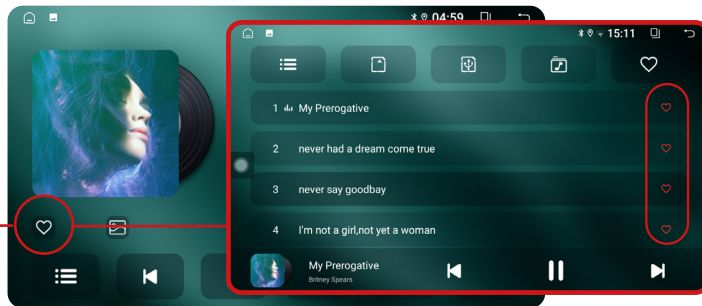 04:59
15:11
1 My Prerogative
2 never had a dream come true
3 never say goodbay
4 I'm not a girl,not yet a woman
My Prerogative
Britney Spears